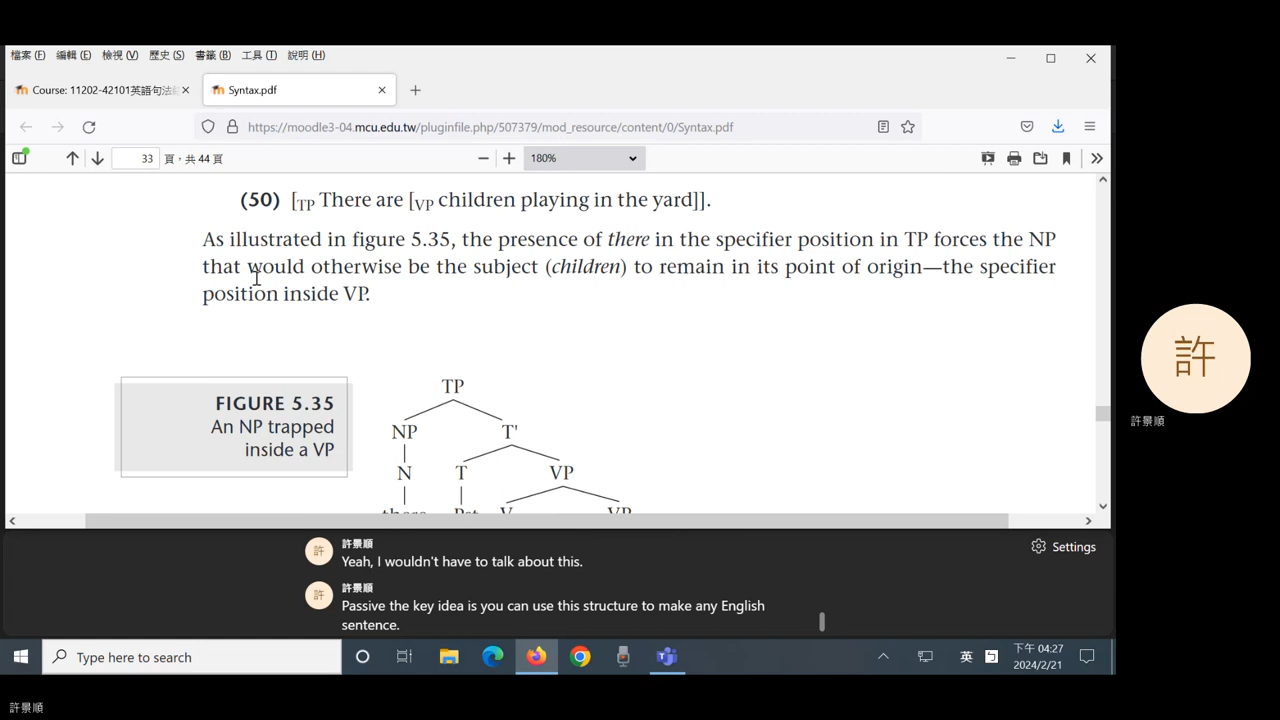 檔案 (F) 編輯 (E) 檢視 (V) 歷史 (S) 書籤 (B) 工具 (T) 說明 (H)
Course: 11202-42101英語句法 Syntax.pdf
https://moodle3-04.mcu.edu.tw/pluginfile.php/507379/mod_resource/content/0/Syntax.pdf
33 頁，共 44 頁 180%
(50) [TP There are [VP children playing in the yard]].
As illustrated in figure 5.35, the presence of there in the specifier position in TP forces the NP
that would otherwise be the subject (children) to remain in its point of origin—the specifier
position inside VP.
TP
FIGURE 5.35
An NP trapped
inside a VP
NP T'
N T VP
there Pst V VP
許
許景順
許 許景順
Yeah, I wouldn't have to talk about this.
許 許景順
Passive the key idea is you can use this structure to make any English
sentence.
Settings
Type here to search
英
下午 04:27
2024/2/21
許景順